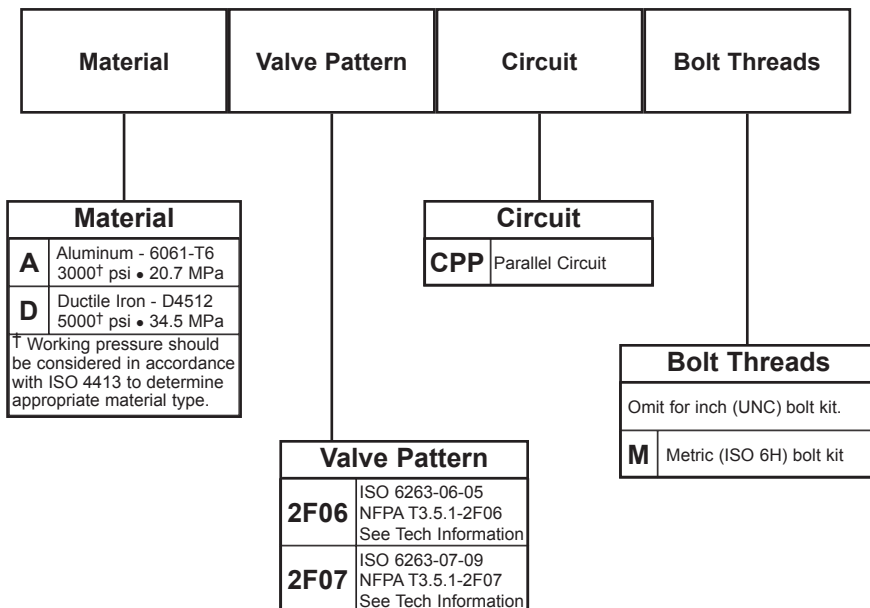 Material
Valve Pattern
Circuit
Bolt Threads
Material
A
Aluminum - 6061-T6
3000† psi • 20.7 MPa
D
Ductile Iron - D4512
5000† psi • 34.5 MPa
† Working pressure should
be considered in accordance
with ISO 4413 to determine
appropriate material type.
Circuit
CPP
Parallel Circuit
Bolt Threads
Omit for inch (UNC) bolt kit.
M
Metric (ISO 6H) bolt kit
Valve Pattern
2F06
ISO 6263-06-05
NFPA T3.5.1-2F06
See Tech Information
2F07
ISO 6263-07-09
NFPA T3.5.1-2F07
See Tech Information